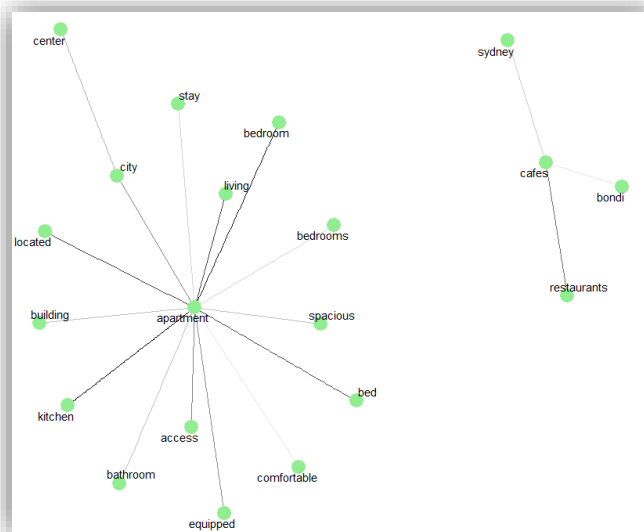 center
sydney
stay
bedroom
city
cafes
living
bondi
located
bedrooms
restaurants
building
apartment
spacious
kitchen
bed
access
bathroom
comfortable
equipped